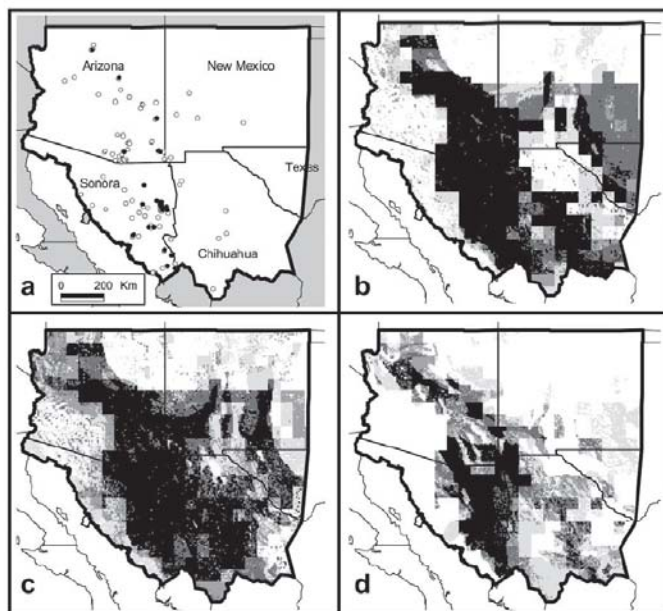 Arizona
New Mexico
Sonora
Texas
Chihuahua
0 200 Km
a
b
c
d